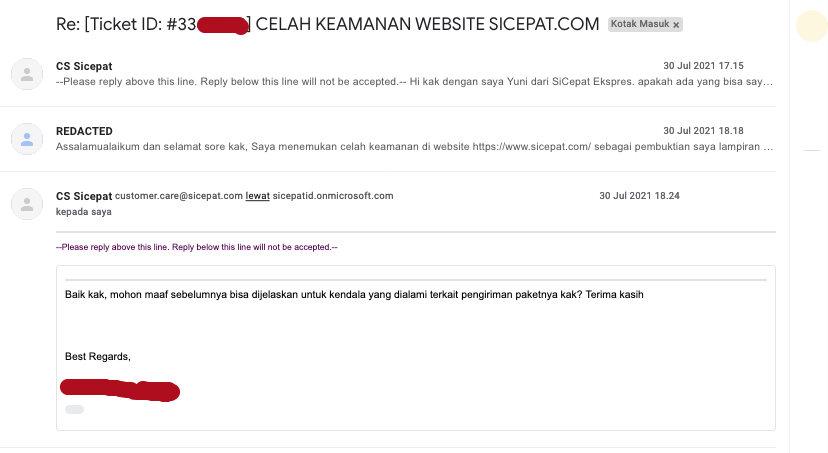 Re: [Ticket ID: #33 ] CELAH KEAMANAN WEBSITE SICEPAT.COM Kotak Masuk x
CS Sicepat 30 Jul 2021 17.15
--Please reply above this line. Reply below this line will not be accepted.-- Hi kak dengan saya Yuni dari SiCepat Ekspres. apakah ada yang bisa say...
REDACTED 30 Jul 2021 18.18
Assalamualaikum dan selamat sore kak, Saya menemukan celah keamanan di website https://www.sicepat.com/ sebagai pembuktian saya lampiran ...
CS Sicepat customer.care@sicepat.com lewat sicepatid.onmicrosoft.com 30 Jul 2021 18.24
kepada saya
--Please reply above this line. Reply below this line will not be accepted.--
Baik kak, mohon maaf sebelumnya bisa dijelaskan untuk kendala yang dialami terkait pengiriman paketnya kak? Terima kasih
Best Regards,